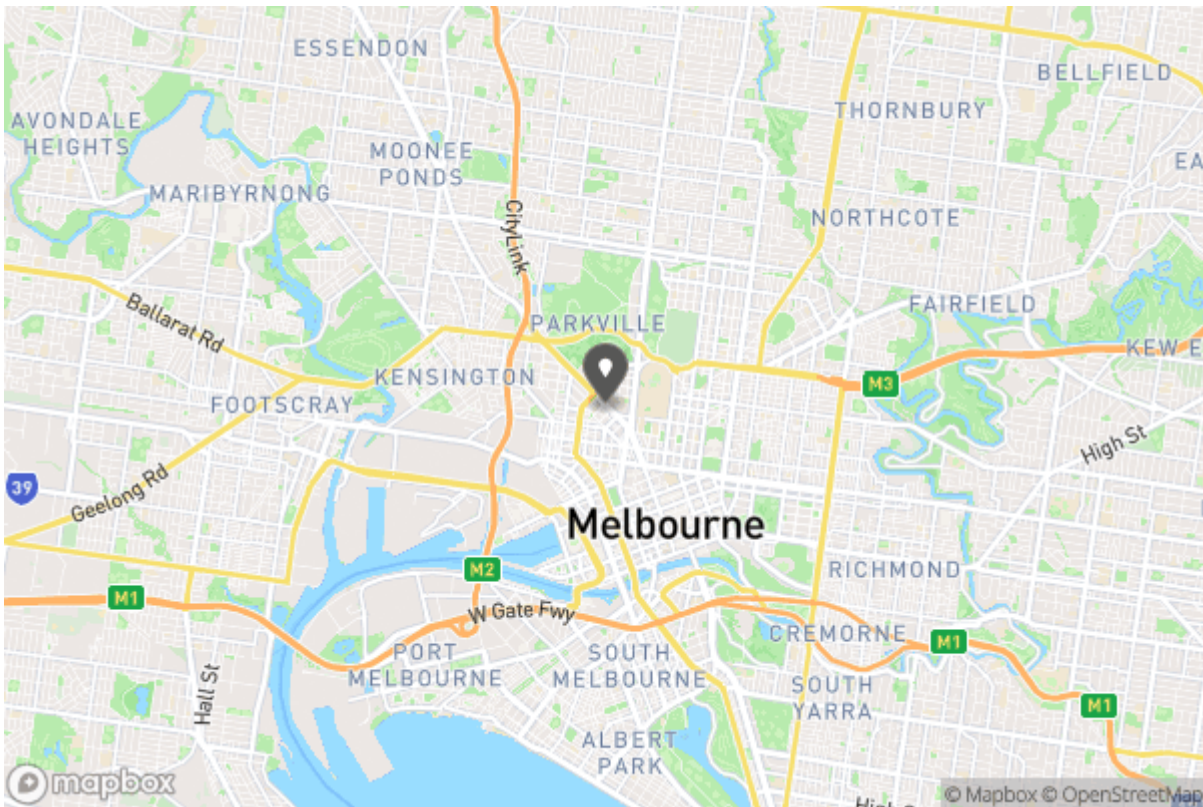 ESSENDON
BELLFIELD
AVONDALE
HEIGHTS
THORNBURY
MOONEE
PONDS
EA
MARIBYRNONG
CityLink
NORTHCOTE
Ballarat Rd
FAIRFIELD
PARKVILLE
KEW E
KENSINGTON
M3
FOOTSCRAY
High St
39
Geelong Rd
Melbourne
M2
RICHMOND
M1
W Gate Fwy
CREMORNE
M1
PORT
MELBOURNE
SOUTH
MELBOURNE
Hall St
SOUTH
YARRA
M1
ALBERT
PARK
mapbox
© Mapbox © OpenStreetMap